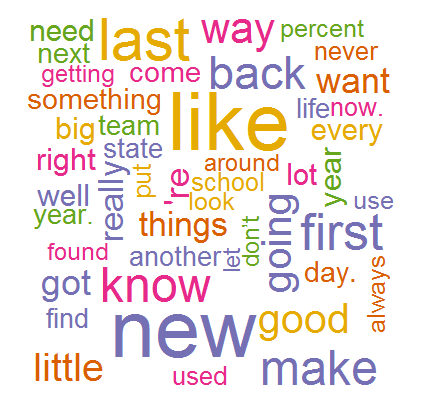 need last way percent
next never
getting come back want
something like life now.
big team every
right state around lot year
well really put 're school use
year. look
things going first
found another let don't day. always
got know
find new good
little used make